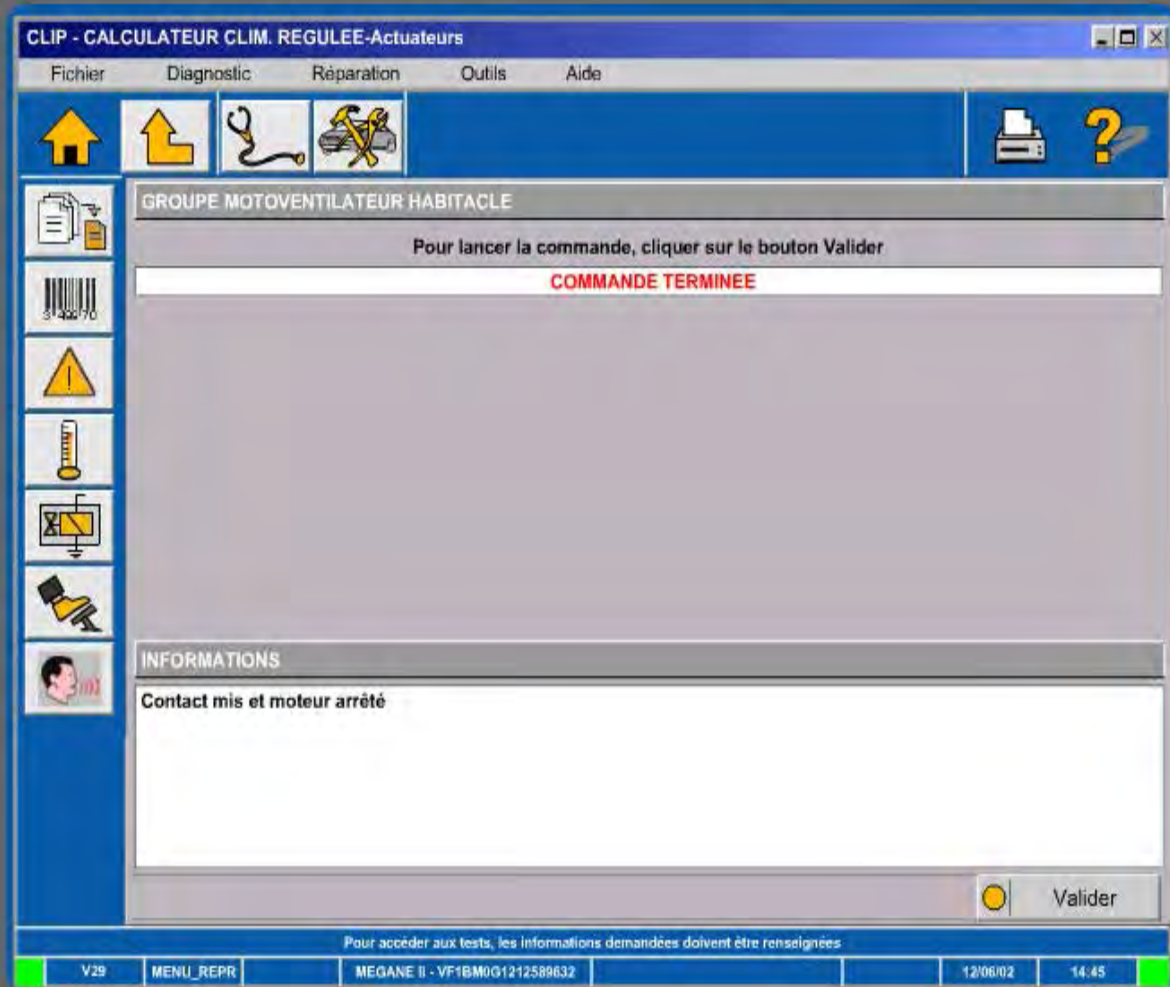 CLIP - CALCULATEUR CLIM. REGULEE-Actuateurs
Fichier Diagnostic Réparation Outils Aide
GROUPE MOTOVENTILATEUR HABITACLE
Pour lancer la commande, cliquer sur le bouton Valider
COMMANDE TERMINEE
INFORMATIONS
Contact mis et moteur arrêté
Valider
Pour accéder aux tests, les informations demandées doivent être renseignées
V29 MENU_REPR MEGANE II - VF1BM0G1212589632 12/06/02 14:45